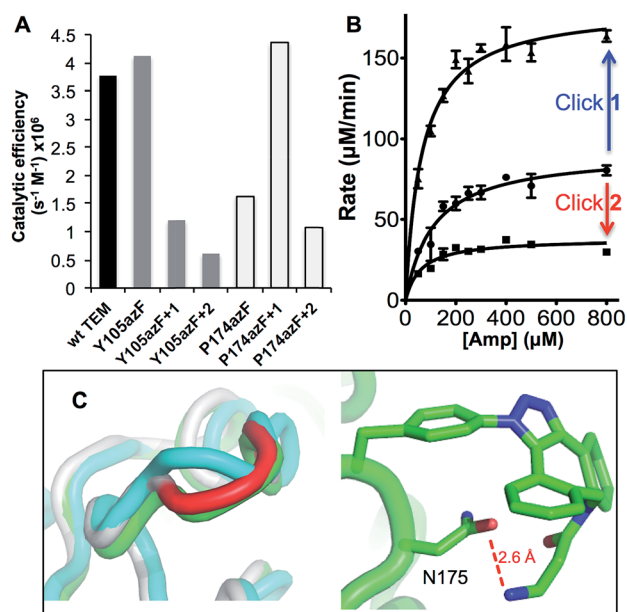 A
Catalytic efficiency
(s⁻¹ M⁻¹) x10⁶
4.5
4
3.5
3
2.5
2
1.5
1
0.5
0
wt TEM
Y105azF
Y105azF+1
Y105azF+2
P174azF
P174azF+1
P174azF+2
B
Rate (µM/min)
150
100
50
0
0
200
400
600
800
[Amp] (µM)
Click 1
Click 2
C
N175
2.6 Å